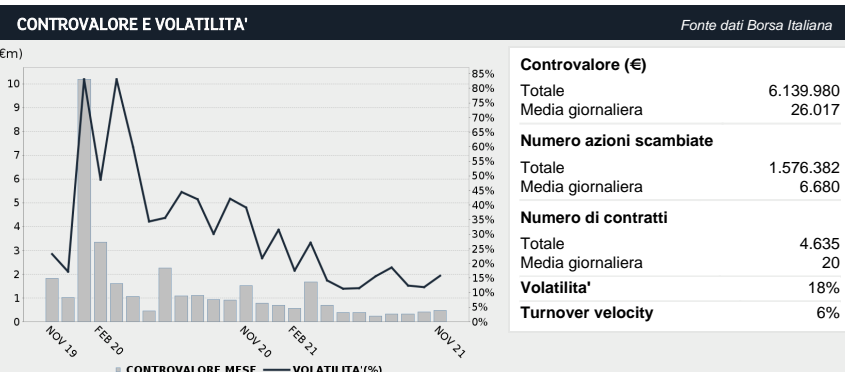 CONTROVALORE E VOLATILITA'
Fonte dati Borsa Italiana
€m)
10
9
8
7
6
5
4
3
2
1
0
85%
80%
75%
70%
65%
60%
55%
50%
45%
40%
35%
30%
25%
20%
15%
10%
5%
0%
NOV 19
FEB 20
NOV 20
FEB 21
NOV 21
CONTROVALORE MESE
VOLATILITA'(%)
Controvalore (€)
Totale 6.139.980
Media giornaliera 26.017
Numero azioni scambiate
Totale 1.576.382
Media giornaliera 6.680
Numero di contratti
Totale 4.635
Media giornaliera 20
Volatilita' 18%
Turnover velocity 6%